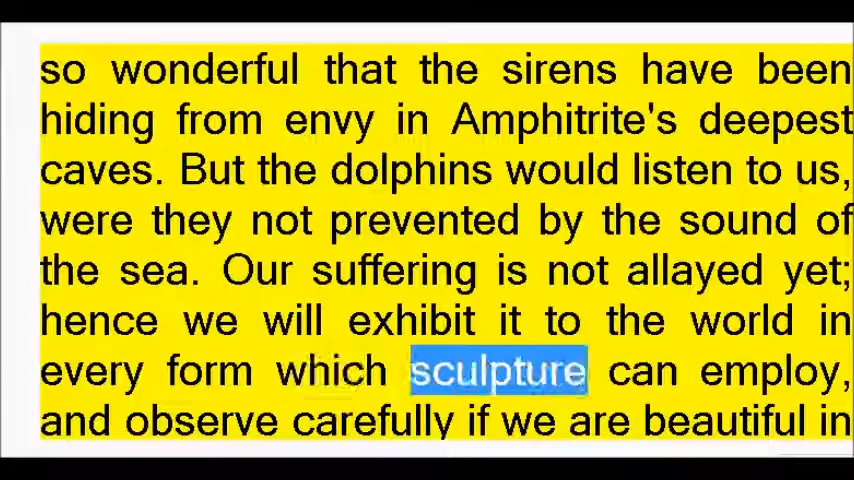 so wonderful that the sirens have been
hiding from envy in Amphitrite's deepest
caves. But the dolphins would listen to us,
were they not prevented by the sound of
the sea. Our suffering is not allayed yet;
hence we will exhibit it to the world in
every form which sculpture can employ,
and observe carefully if we are beautiful in